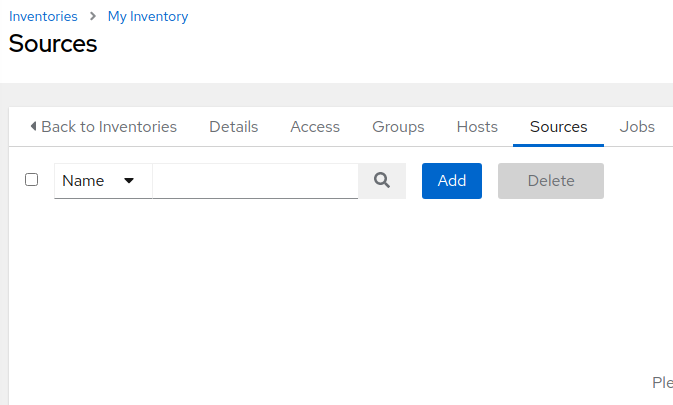 Inventories > My Inventory
Sources
Back to Inventories Details Access Groups Hosts Sources Jobs
Name Add Delete
Ple